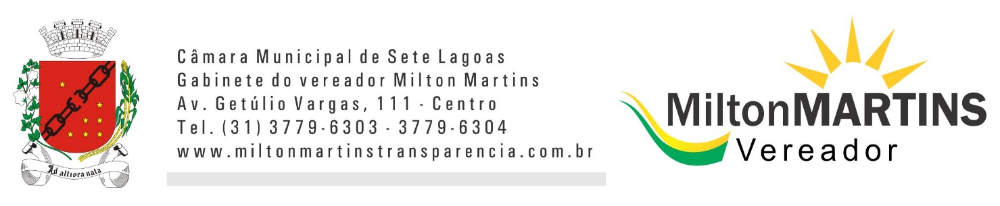 Câmara Municipal de Sete Lagoas
Gabinete do vereador Milton Martins
Av. Getúlio Vargas, 111 - Centro
Tel. (31) 3779-6303 - 3779-6304
www.miltonmartinstransparencia.com.br
Ad altiora nata
MiltonMARTINS
Vereador